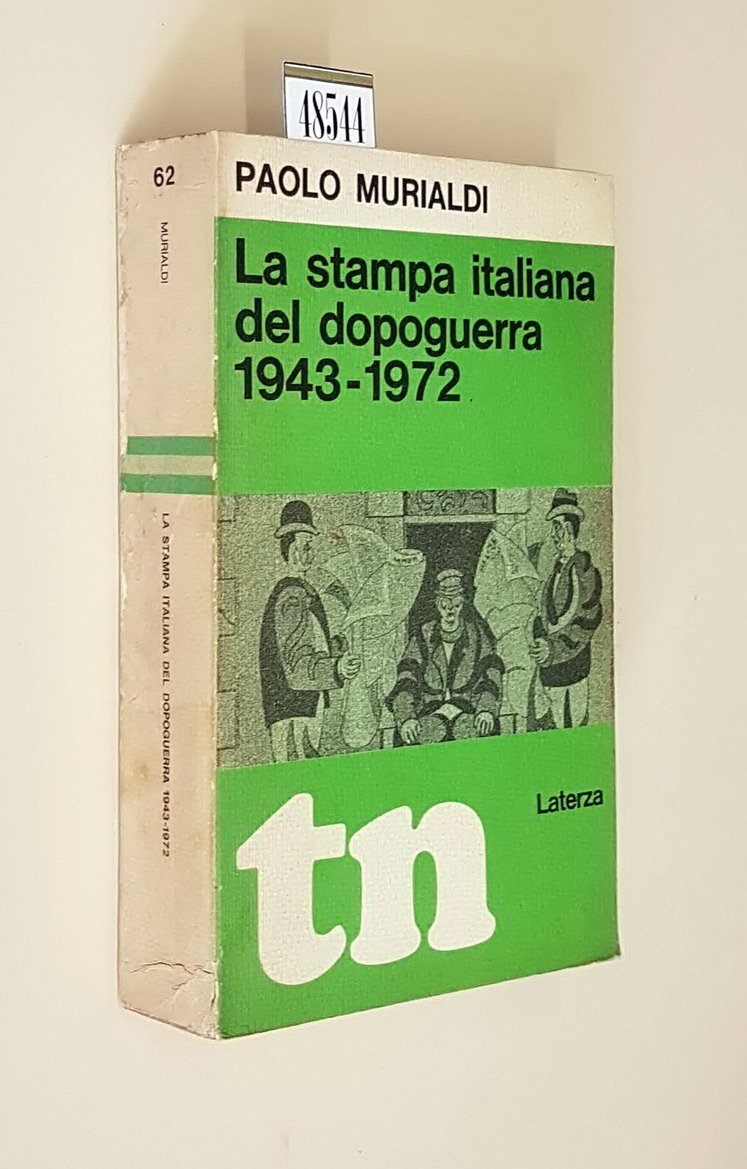 48544
62
MURIALDI
LA STAMPA ITALIANA DEL DOPOGUERRA 1943-1972
PAOLO MURIALDI
La stampa italiana
del dopoguerra
1943-1972
Laterza
tn